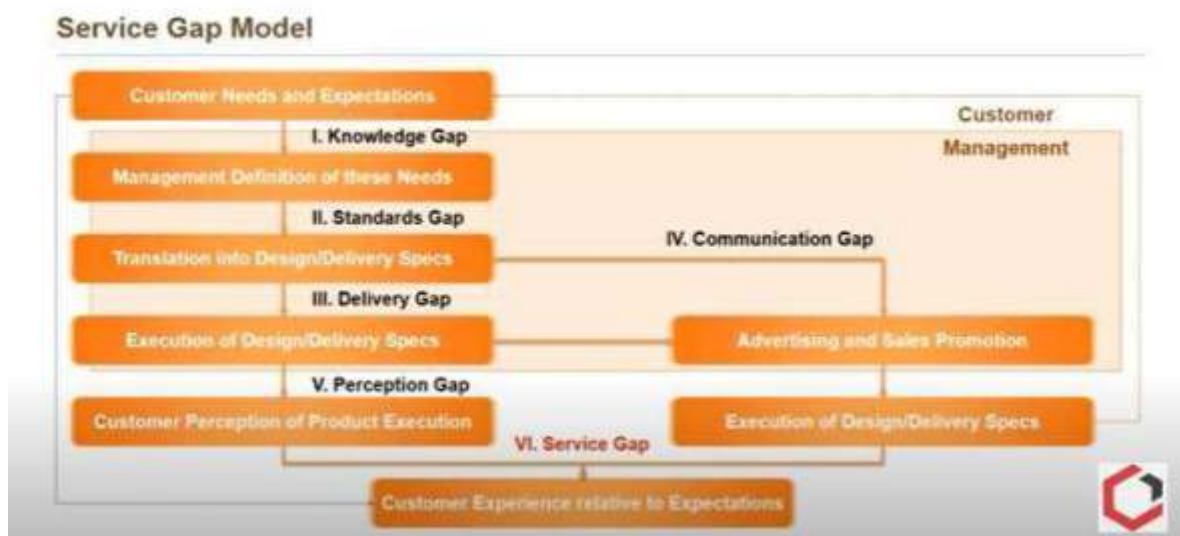 Service Gap Model
Customer Needs and Expectations
Customer
I. Knowledge Gap
Management
Management Definition of these Needs
II. Standards Gap
IV. Communication Gap
Translation into Design/Delivery Specs
III. Delivery Gap
Execution of Design/Delivery Specs
Advertising and Sales Promotion
V. Perception Gap
Customer Perception of Product Execution
Execution of Design/Delivery Specs
VI. Service Gap
Customer Experience relative to Expectations